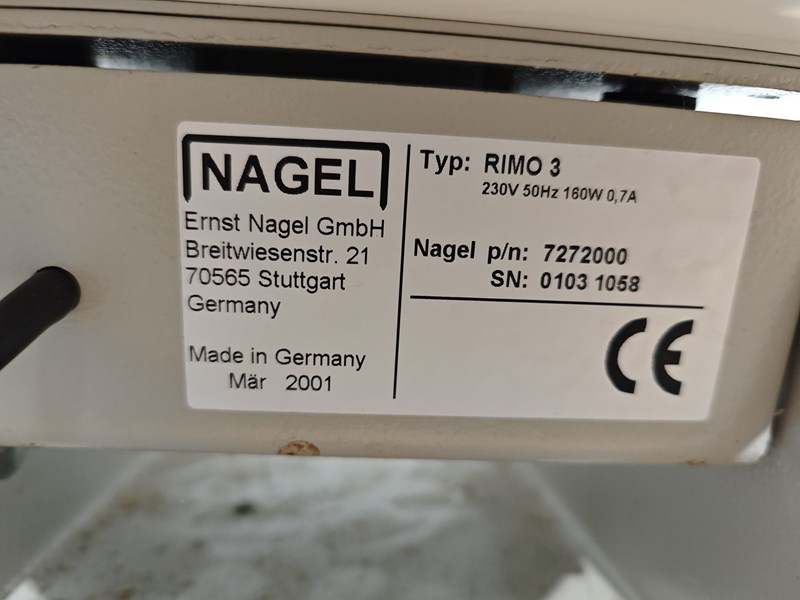 NAGEL
Ernst Nagel GmbH
Breitwiesenstr. 21
70565 Stuttgart
Germany
Made in Germany
Mär 2001
Typ: RIMO 3
230V 50Hz 160W 0,7A
Nagel p/n: 7272000
SN: 0103 1058
CE